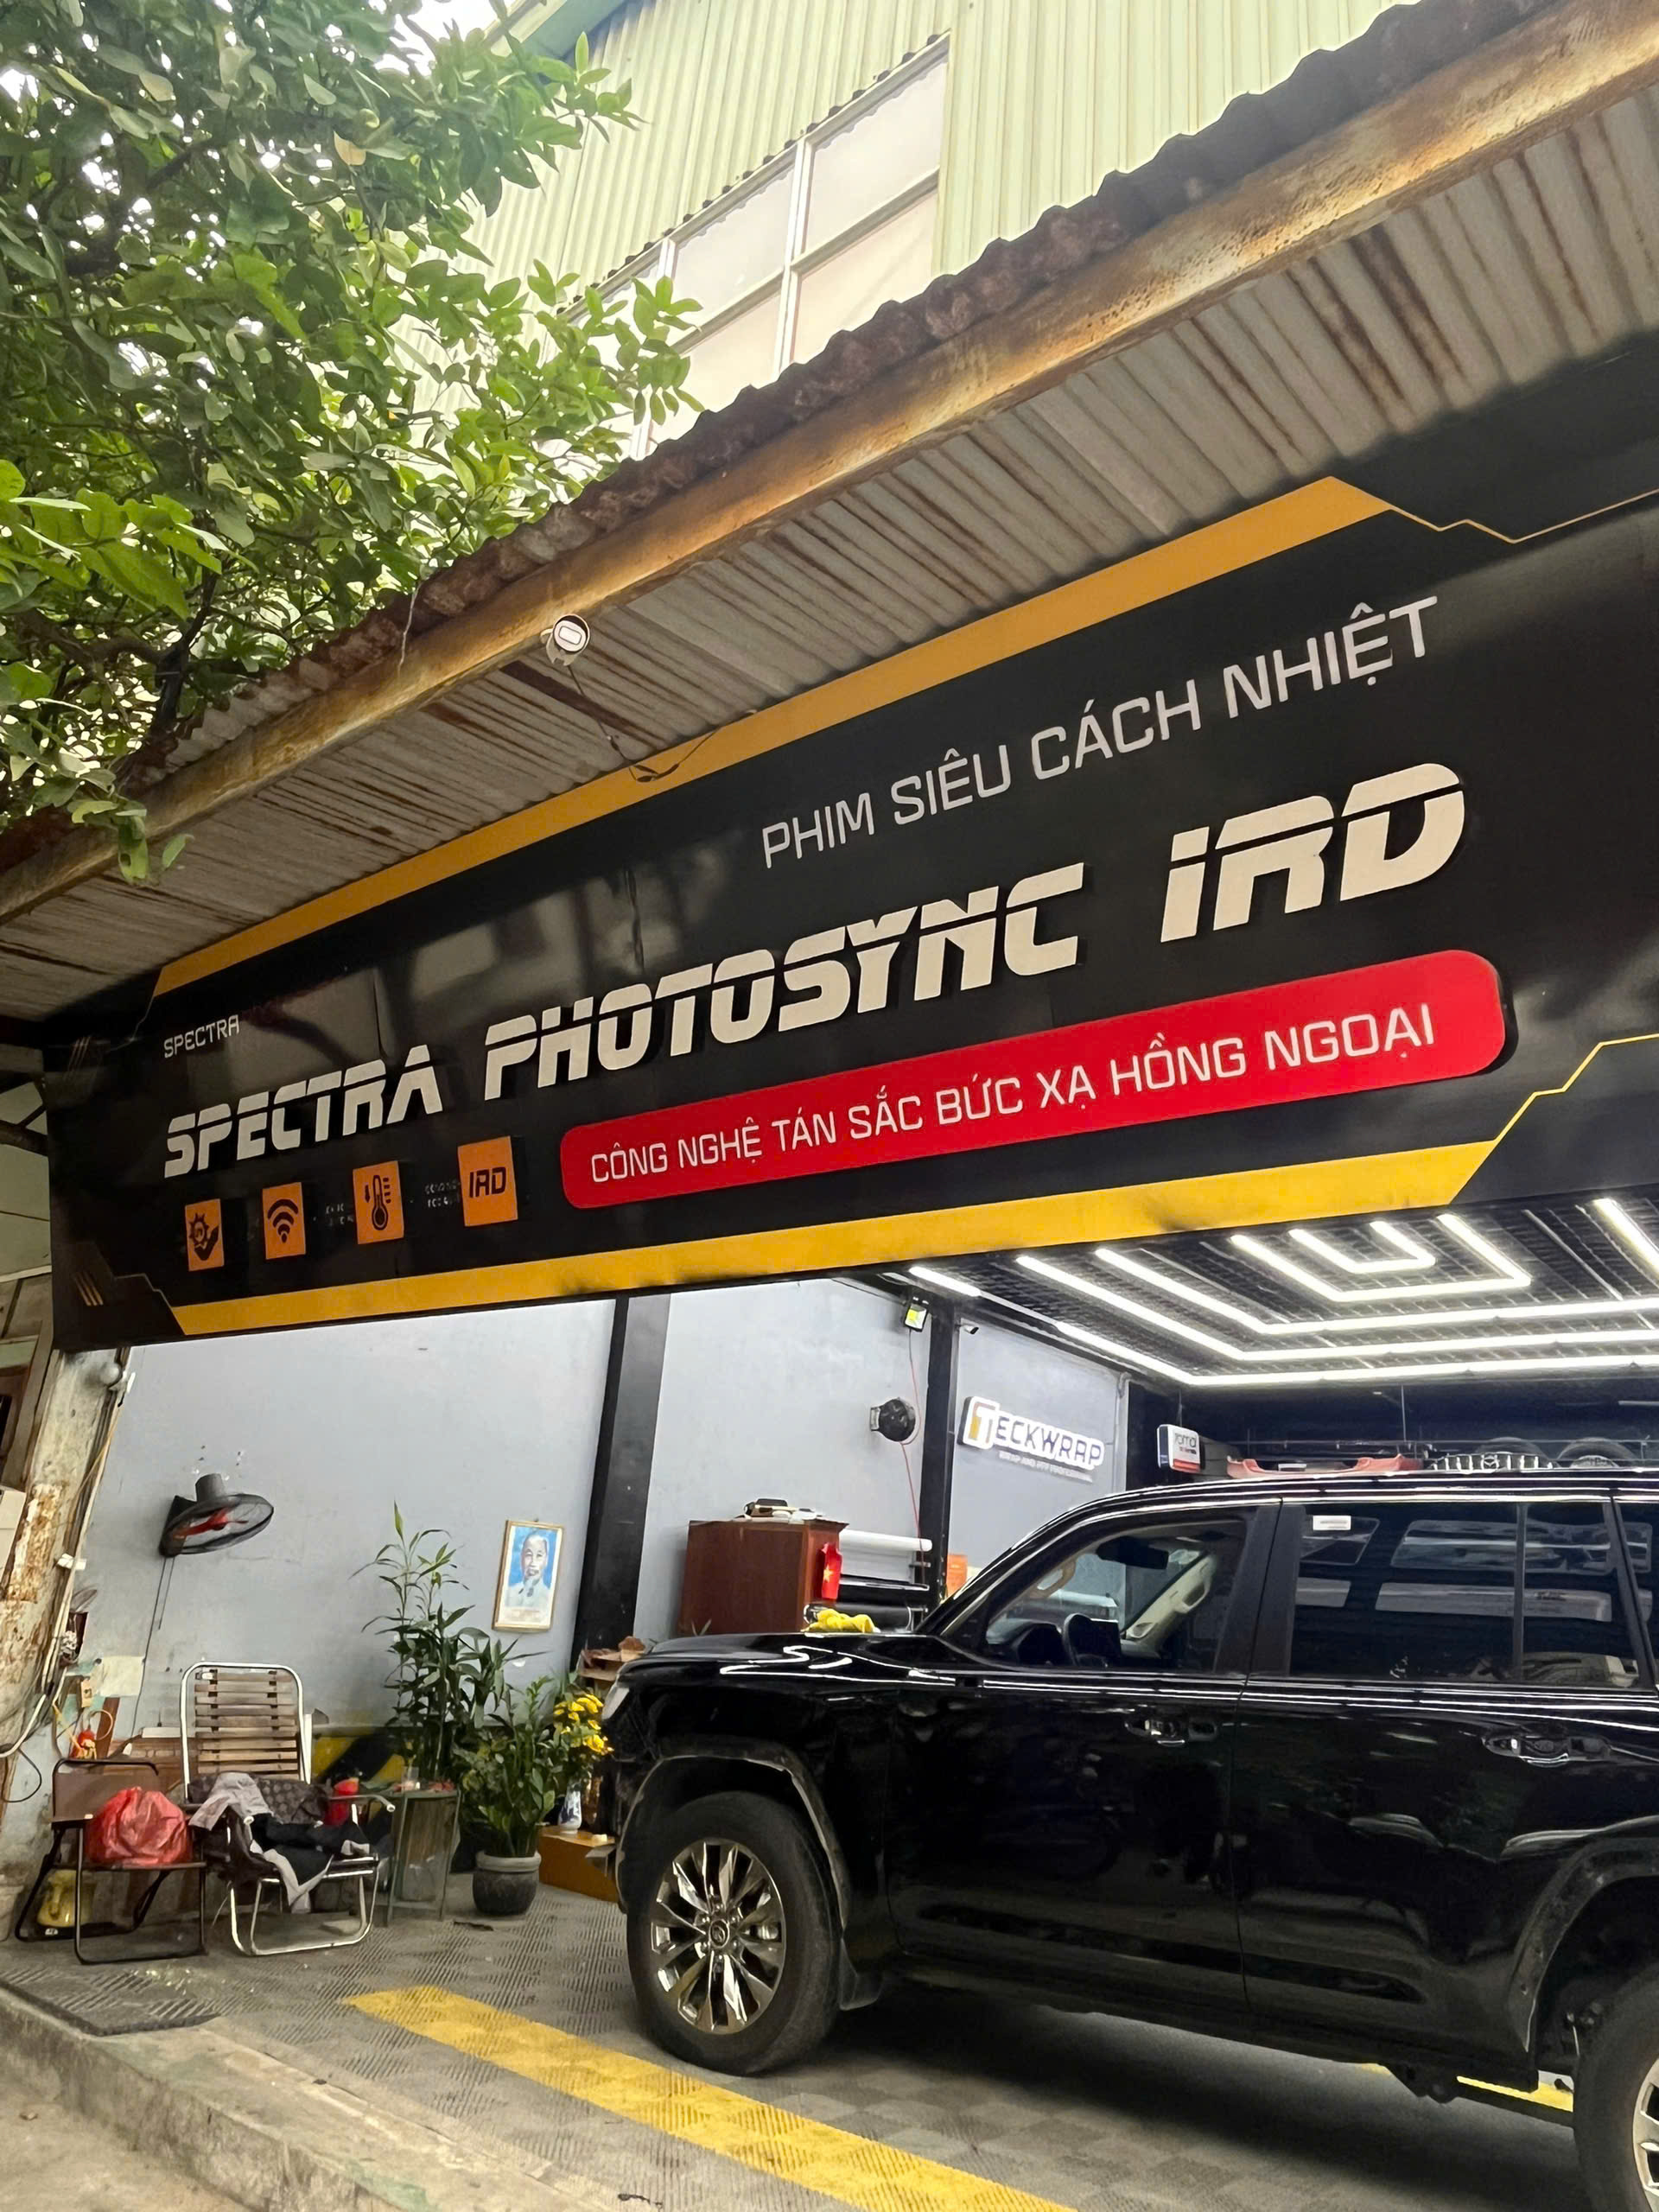 PHIM SIÊU CÁCH NHIỆT
SPECTRA
SPECTRA PHOTOSYNC IRD
CÔNG NGHỆ TÁN SẮC BỨC XẠ HỒNG NGOẠI
IRD
TECKWRAP